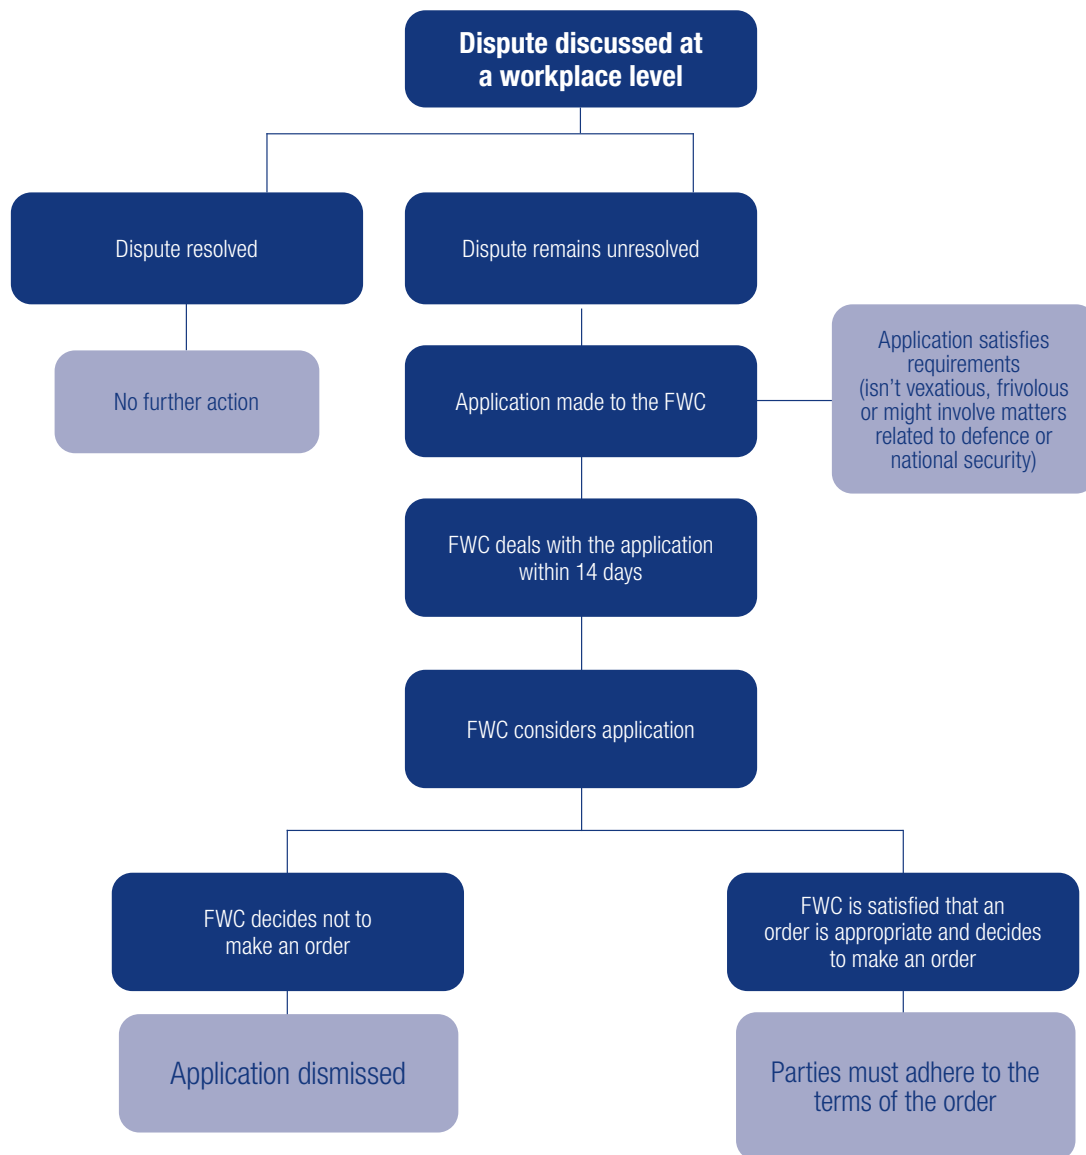 Dispute discussed at
a workplace level
Dispute resolved
Dispute remains unresolved
No further action
Application made to the FWC
Application satisfies
requirements
(isn't vexatious, frivolous
or might involve matters
related to defence or
national security)
FWC deals with the application
within 14 days
FWC considers application
FWC decides not to
make an order
FWC is satisfied that an
order is appropriate and decides
to make an order
Application dismissed
Parties must adhere to the
terms of the order